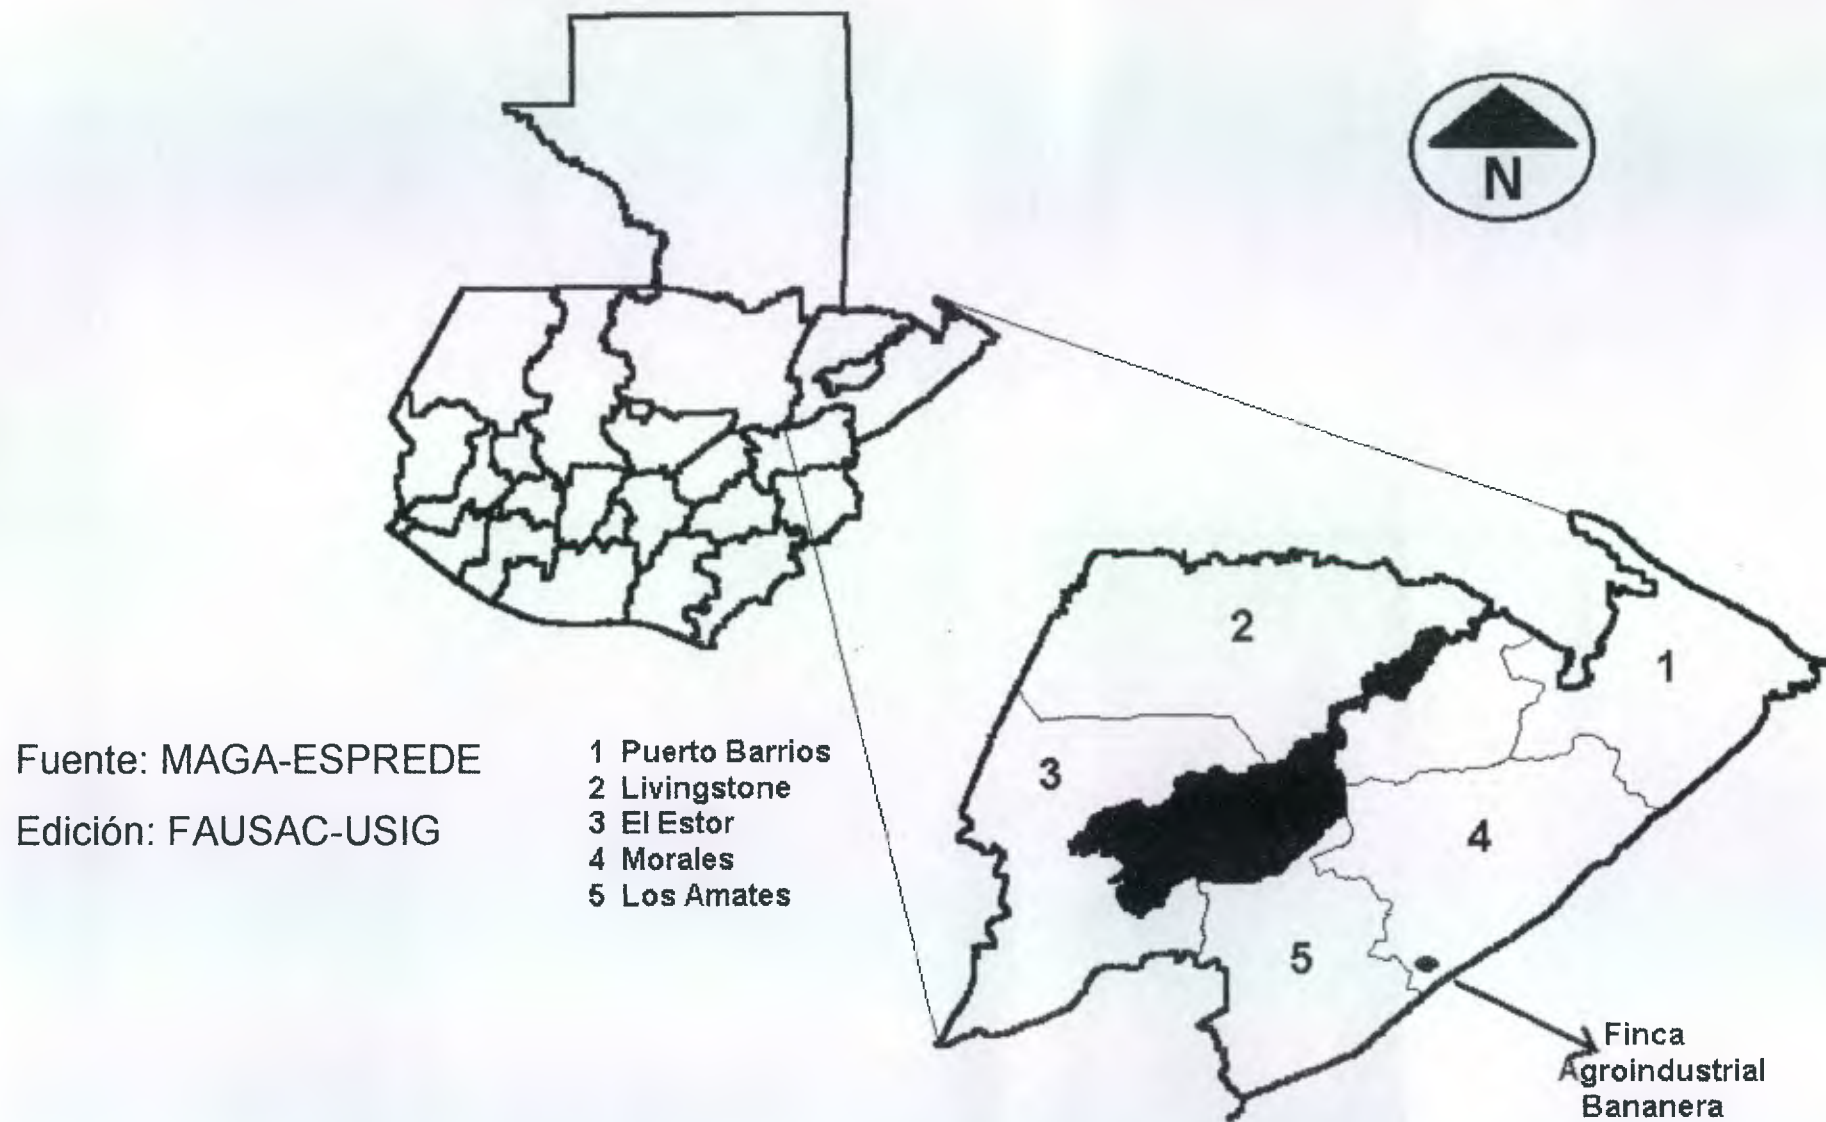 N
2
1
3
4
5
Fuente: MAGA-ESPREDE
Edición: FAUSAC-USIG
1 Puerto Barrios
2 Livingstone
3 El Estor
4 Morales
5 Los Amates
Finca
Agroindustrial
Bananera